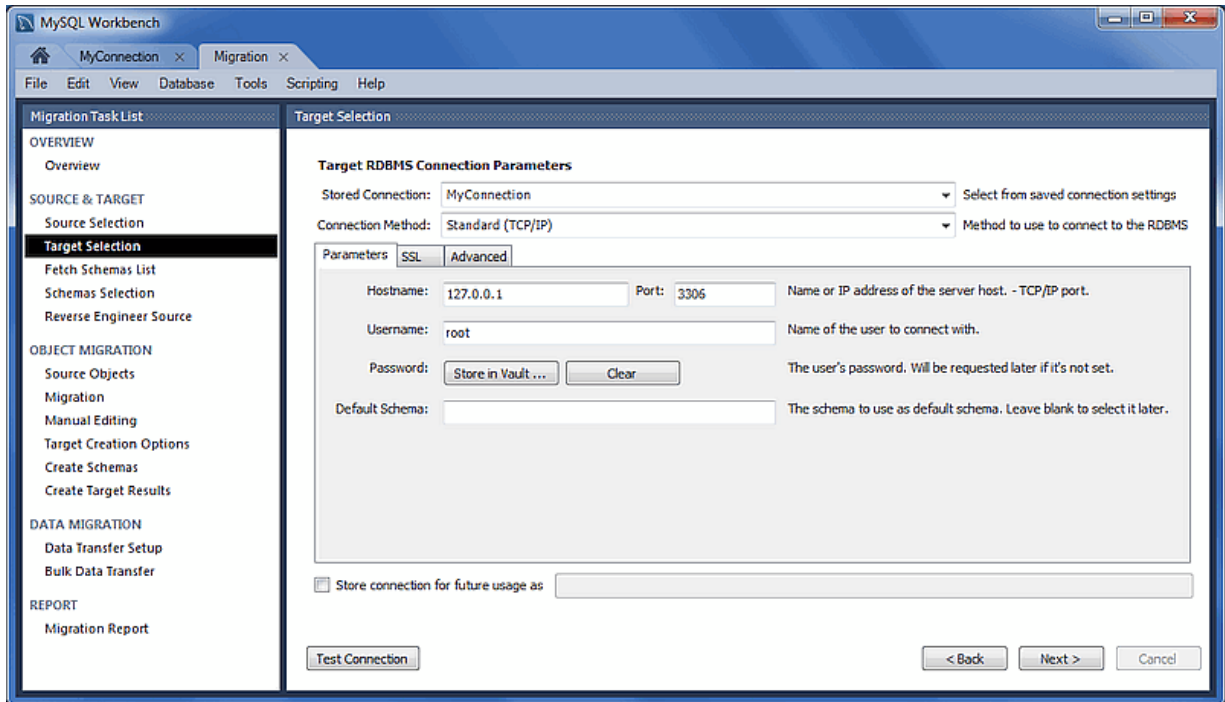 MySQL Workbench
MyConnection × Migration ×
File Edit View Database Tools Scripting Help
Migration Task List
OVERVIEW
Overview
SOURCE & TARGET
Source Selection
Target Selection
Fetch Schemas List
Schemas Selection
Reverse Engineer Source
OBJECT MIGRATION
Source Objects
Migration
Manual Editing
Target Creation Options
Create Schemas
Create Target Results
DATA MIGRATION
Data Transfer Setup
Bulk Data Transfer
REPORT
Migration Report
Target Selection
Target RDBMS Connection Parameters
Stored Connection: MyConnection Select from saved connection settings
Connection Method: Standard (TCP/IP) Method to use to connect to the RDBMS
Parameters SSL Advanced
Hostname: 127.0.0.1 Port: 3306 Name or IP address of the server host. - TCP/IP port.
Username: root Name of the user to connect with.
Password: Store in Vault ... Clear The user's password. Will be requested later if it's not set.
Default Schema: The schema to use as default schema. Leave blank to select it later.
Store connection for future usage as
Test Connection < Back Next > Cancel